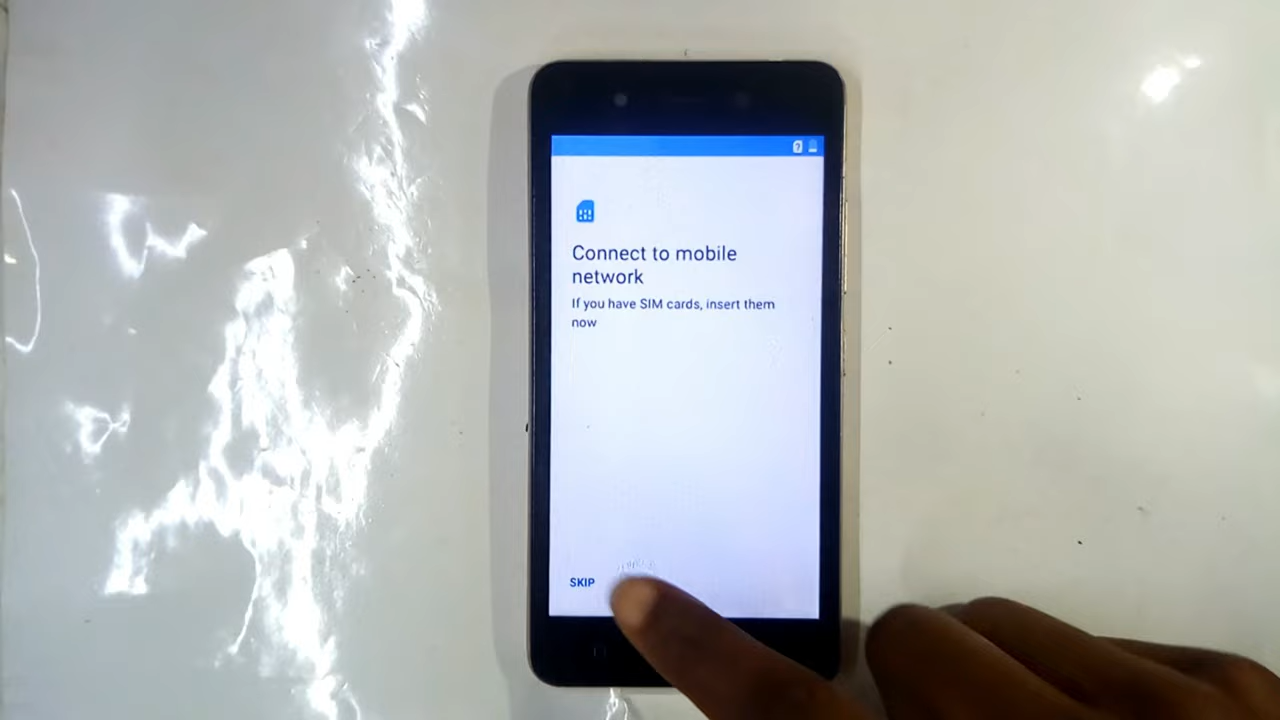 Connect to mobile
network
If you have SIM cards, insert them
now
SKIP